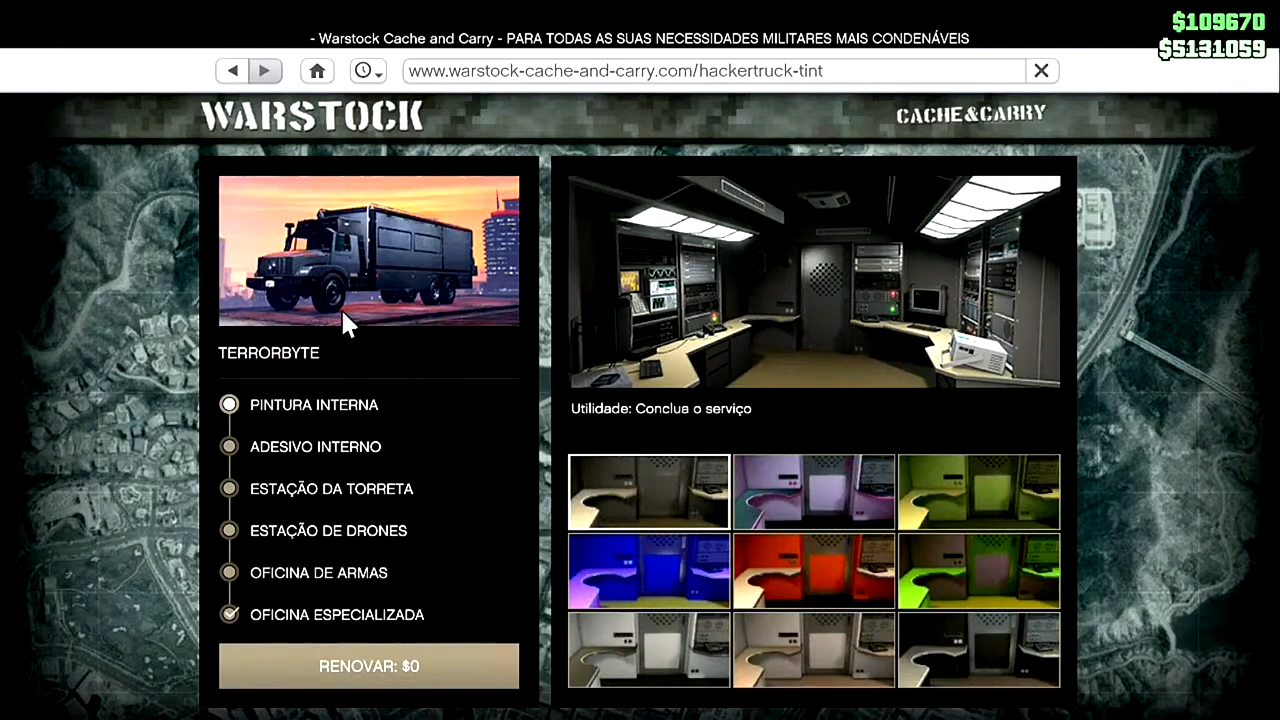 $109670
$5131059
- Warstock Cache and Carry - PARA TODAS AS SUAS NECESSIDADES MILITARES MAIS CONDENÁVEIS
www.warstock-cache-and-carry.com/hackertruck-tint
WARSTOCK
CACHE&CARRY
TERRORBYTE
PINTURA INTERNA
ADESIVO INTERNO
ESTAÇÃO DA TORRETA
ESTAÇÃO DE DRONES
OFICINA DE ARMAS
OFICINA ESPECIALIZADA
RENOVAR: $0
Utilidade: Conclua o serviço